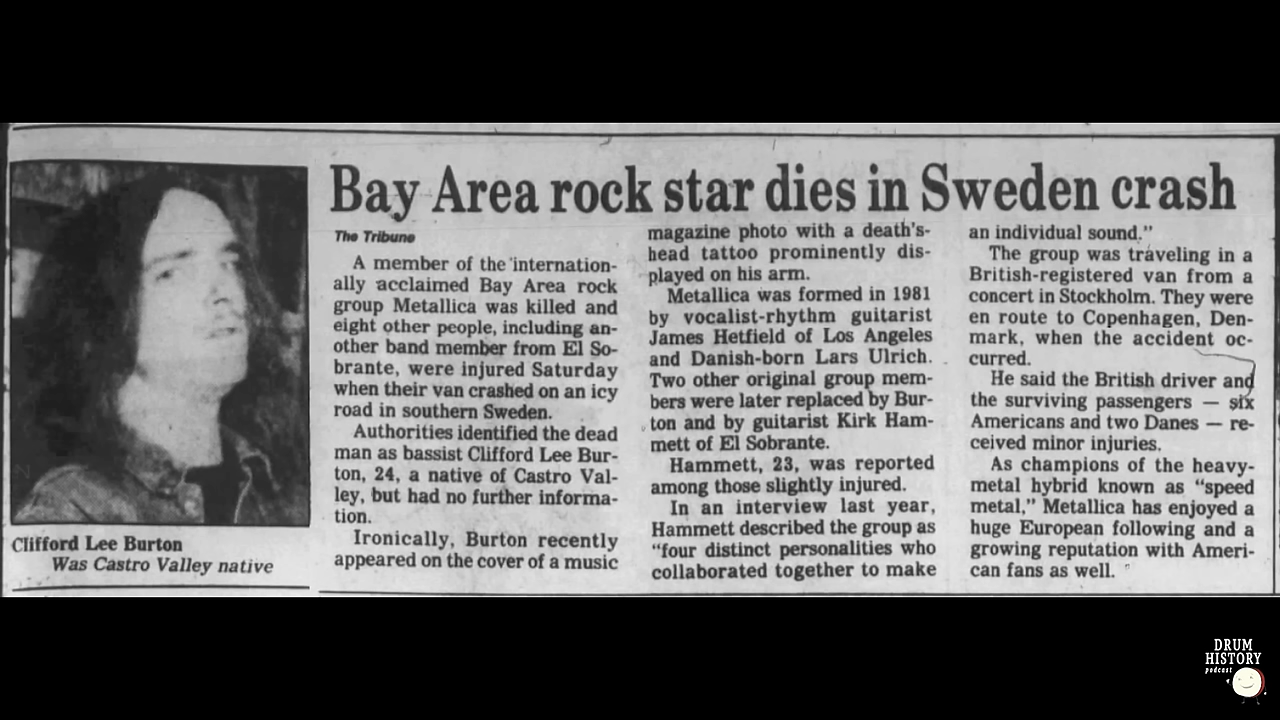 Bay Area rock star dies in Sweden crash
The Tribune
A member of the internation-
ally acclaimed Bay Area rock
group Metallica was killed and
eight other people, including an-
other band member from El So-
brante, were injured Saturday
when their van crashed on an icy
road in southern Sweden.
Authorities identified the dead
man as bassist Clifford Lee Bur-
ton, 24, a native of Castro Val-
ley, but had no further informa-
tion.
Ironically, Burton recently
appeared on the cover of a music
magazine photo with a death's-
head tattoo prominently dis-
played on his arm.
Metallica was formed in 1981
by vocalist-rhythm guitarist
James Hetfield of Los Angeles
and Danish-born Lars Ulrich.
Two other original group mem-
bers were later replaced by Bur-
ton and by guitarist Kirk Ham-
mett of El Sobrante.
Hammett, 23, was reported
among those slightly injured.
In an interview last year,
Hammett described the group as
"four distinct personalities who
collaborated together to make
an individual sound."
The group was traveling in a
British-registered van from a
concert in Stockholm. They were
en route to Copenhagen, Den-
mark, when the accident oc-
curred.
He said the British driver and
the surviving passengers — six
Americans and two Danes — re-
ceived minor injuries.
As champions of the heavy-
metal hybrid known as "speed
metal," Metallica has enjoyed a
huge European following and a
growing reputation with Ameri-
can fans as well.
Clifford Lee Burton
Was Castro Valley native
DRUM
HISTORY
podcast